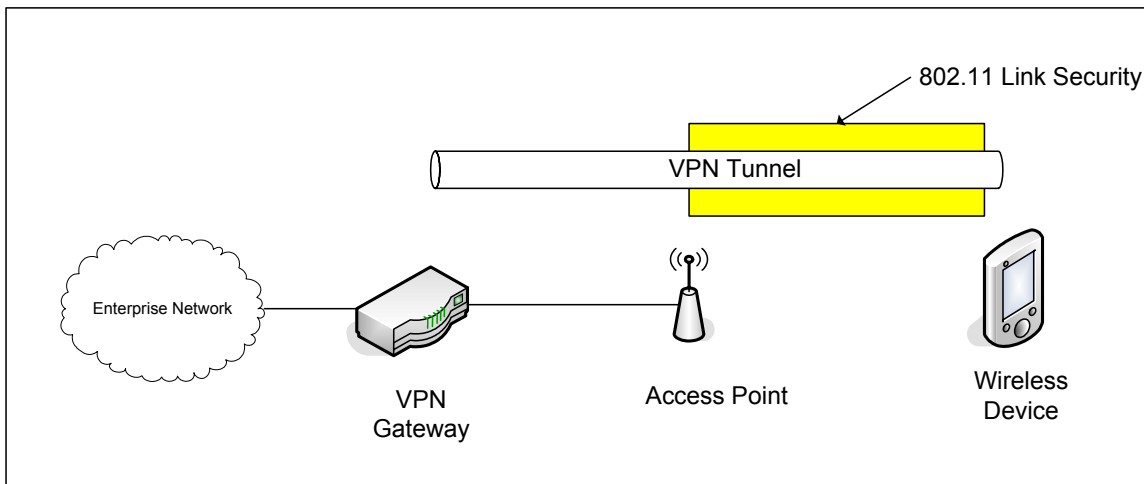 802.11 Link Security
VPN Tunnel
Enterprise Network
VPN
Gateway
Access Point
Wireless
Device